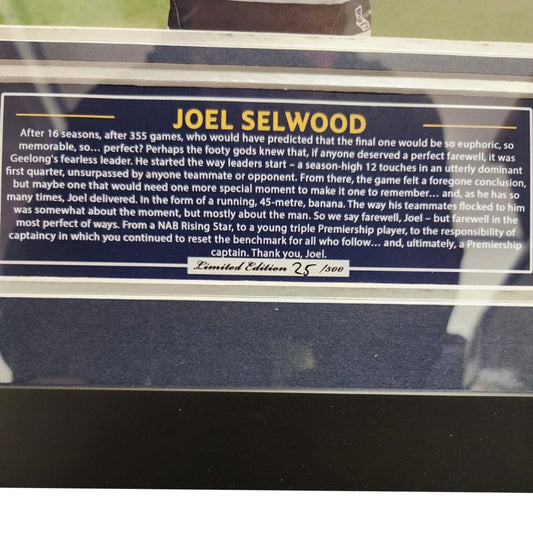 JOEL SELWOOD
After 16 seasons, after 355 games, who would have predicted that the final one would be so euphoric, so
memorable, so... perfect? Perhaps the footy gods knew that, if anyone deserved a perfect farewell, it was
Geelong's fearless leader. He started the way leaders start – a season-high 12 touches in an utterly dominant
first quarter, unsurpassed by anyone teammate or opponent. From there, the game felt a foregone conclusion,
but maybe one that would need one more special moment to make it one to remember... and, as he has so
many times, Joel delivered. In the form of a running, 45-metre, banana. The way his teammates flocked to him
was somewhat about the moment, but mostly about the man. So we say farewell, Joel – but farewell in the
most perfect of ways. From a NAB Rising Star, to a young triple Premiership player, to the responsibility of
captaincy in which you continued to reset the benchmark for all who follow... and, ultimately, a Premiership
captain. Thank you, Joel.
Limited Edition 25 /500